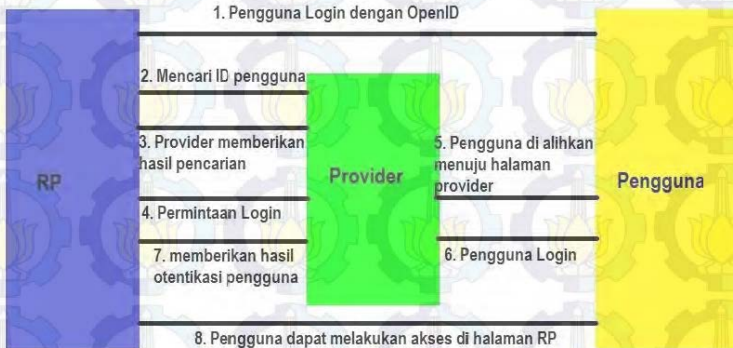 1. Pengguna Login dengan OpenID
2. Mencari ID pengguna
3. Provider memberikan
hasil pencarian
RP
4. Permintaan Login
7. memberikan hasil
otentikasi pengguna
Provider
5. Pengguna di alihkan
menuju halaman
provider
6. Pengguna Login
Pengguna
8. Pengguna dapat melakukan akses di halaman RP